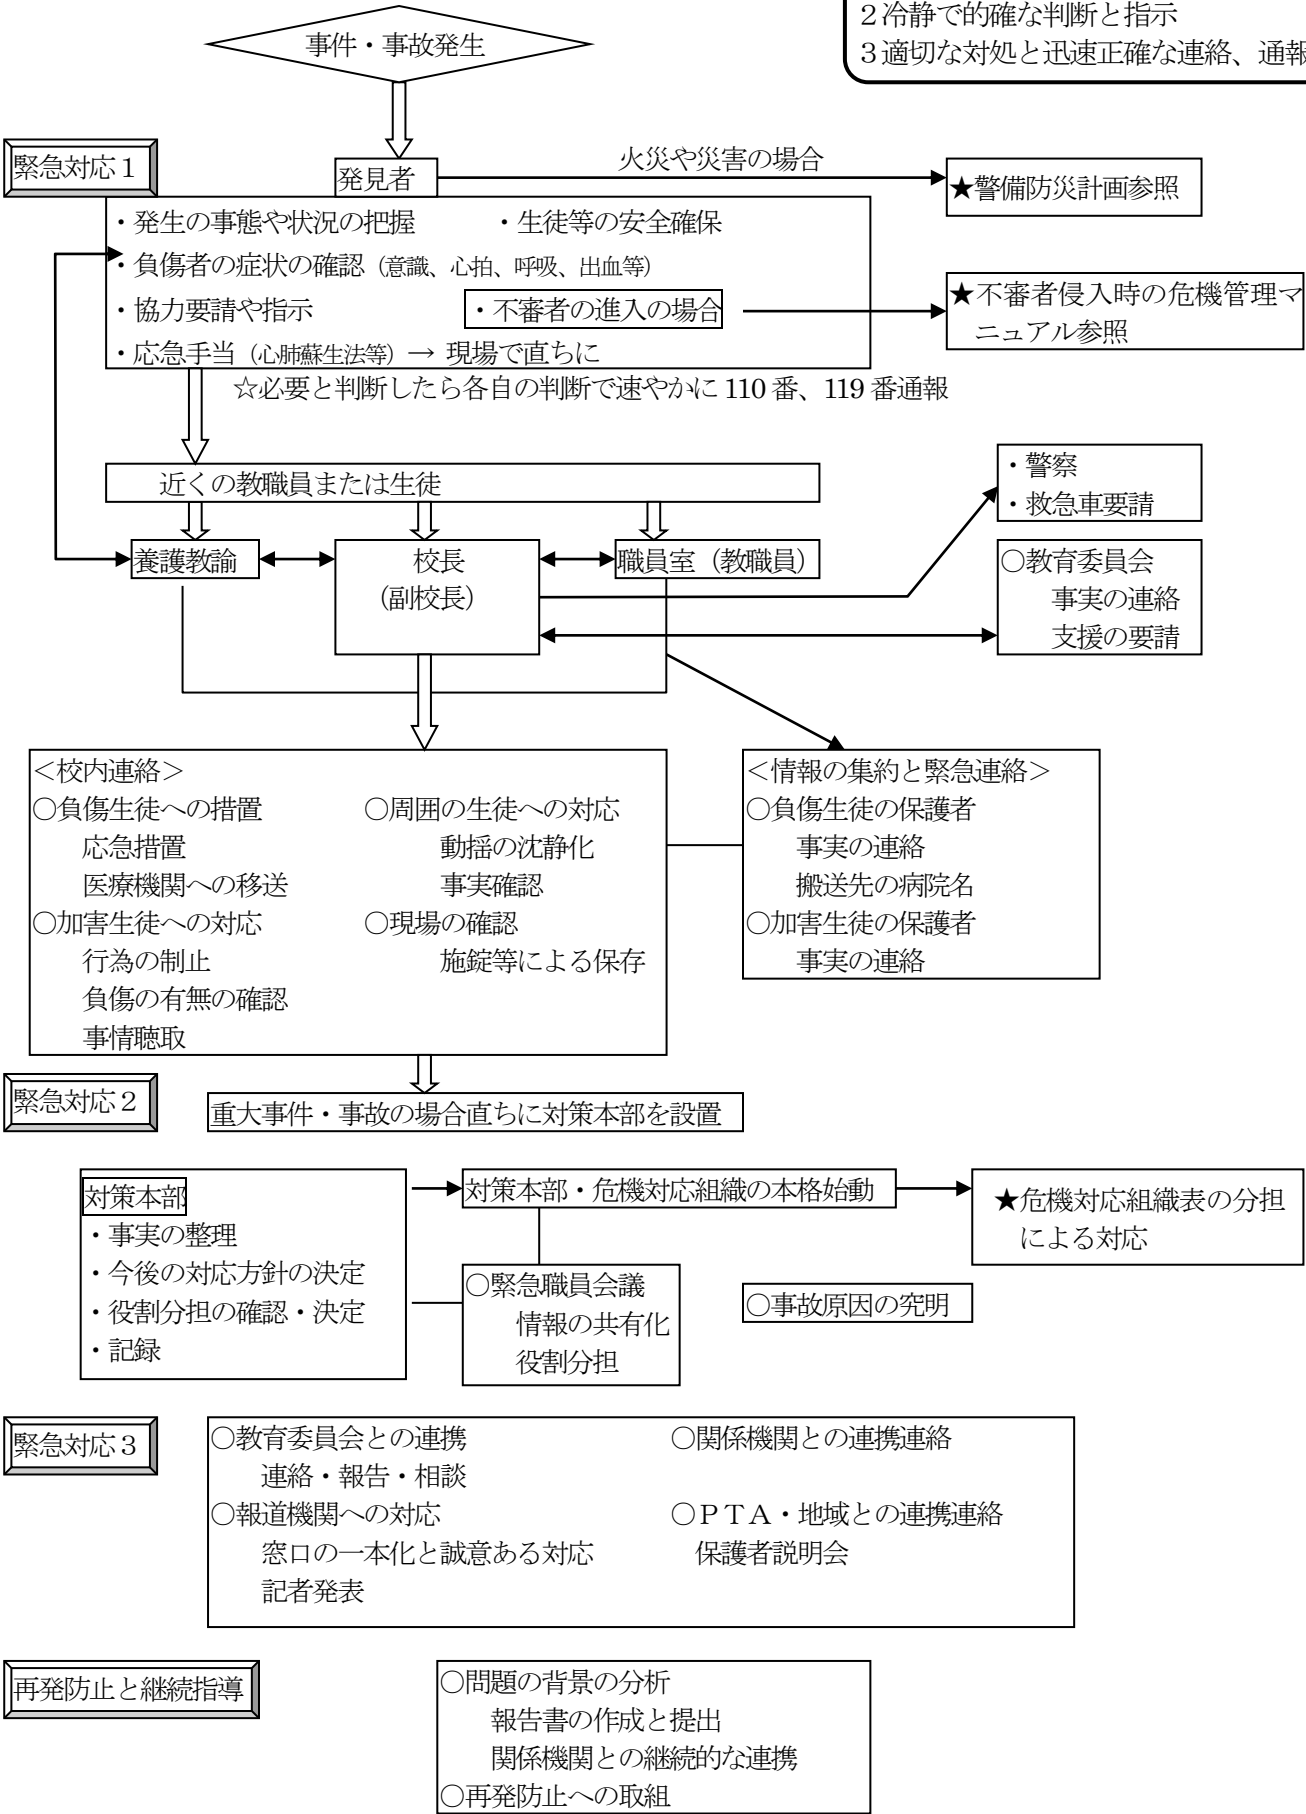 ２冷静で的確な判断と指示
３適切な対処と迅速正確な連絡、通報
事件・事故発生
緊急対応１
発見者
火災や災害の場合
★警備防災計画参照
・発生の事態や状況の把握　・生徒等の安全確保
・負傷者の症状の確認（意識、心拍、呼吸、出血等）
・協力要請や指示　・不審者の進入の場合
・応急手当（心肺蘇生法等）→ 現場で直ちに
★不審者侵入時の危機管理マ
ニュアル参照
☆必要と判断したら各自の判断で速やかに 110 番、119 番通報
近くの教職員または生徒
・警察
・救急車要請
養護教諭
校長
（副校長）
職員室（教職員）
○教育委員会
事実の連絡
支援の要請
＜校内連絡＞
○負傷生徒への措置
応急措置
医療機関への移送
○加害生徒への対応
行為の制止
負傷の有無の確認
事情聴取
○周囲の生徒への対応
動揺の沈静化
事実確認
○現場の確認
施錠等による保存
＜情報の集約と緊急連絡＞
○負傷生徒の保護者
事実の連絡
搬送先の病院名
○加害生徒の保護者
事実の連絡
緊急対応２
重大事件・事故の場合直ちに対策本部を設置
対策本部
・事実の整理
・今後の対応方針の決定
・役割分担の確認・決定
・記録
対策本部・危機対応組織の本格始動
★危機対応組織表の分担
による対応
○緊急職員会議
情報の共有化
役割分担
○事故原因の究明
緊急対応３
○教育委員会との連携
連絡・報告・相談
○報道機関への対応
窓口の一本化と誠意ある対応
記者発表
○関係機関との連携連絡
○ＰＴＡ・地域との連携連絡
保護者説明会
再発防止と継続指導
○問題の背景の分析
報告書の作成と提出
関係機関との継続的な連携
○再発防止への取組